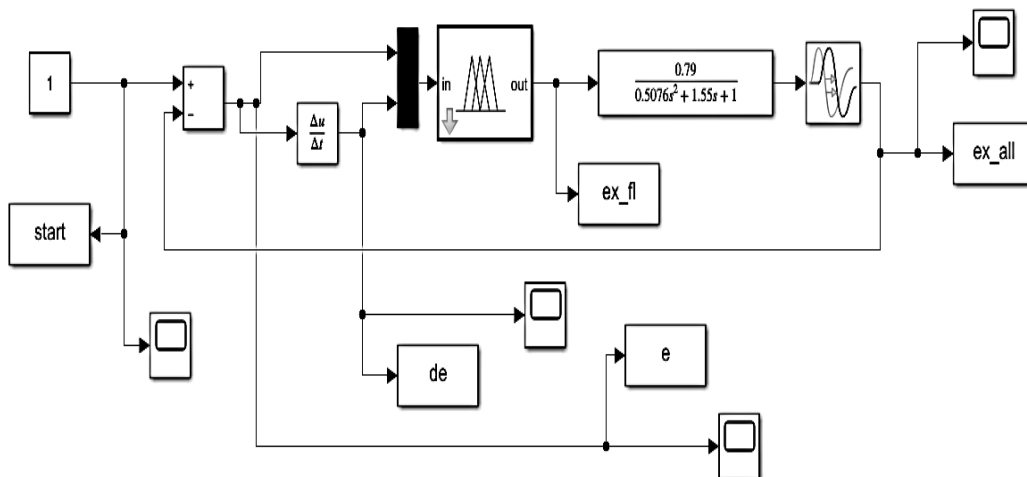 1
+
−
Δu
Δt
in
out
0.79
0.5076s² + 1.55s + 1
ex_all
ex_fl
start
e
de